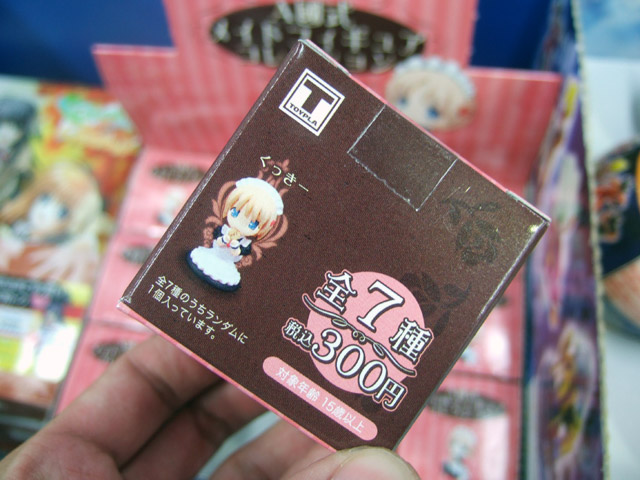 TOYPLA
くっきー
全7種のうちランダムに
1個入っています。
全7種
税込300円
対象年齢 15歳以上